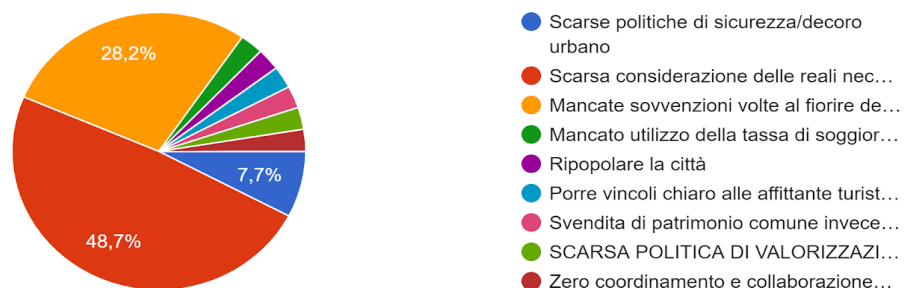 28,2%
7,7%
48,7%
Scarse politiche di sicurezza/decoro
urbano
Scarsa considerazione delle reali nec…
Mancate sovvenzioni volte al fiorire de…
Mancato utilizzo della tassa di soggior…
Ripopolare la città
Porre vincoli chiaro alle affittante turist…
Svendita di patrimonio comune invece…
SCARSA POLITICA DI VALORIZZAZI…
Zero coordinamento e collaborazione…